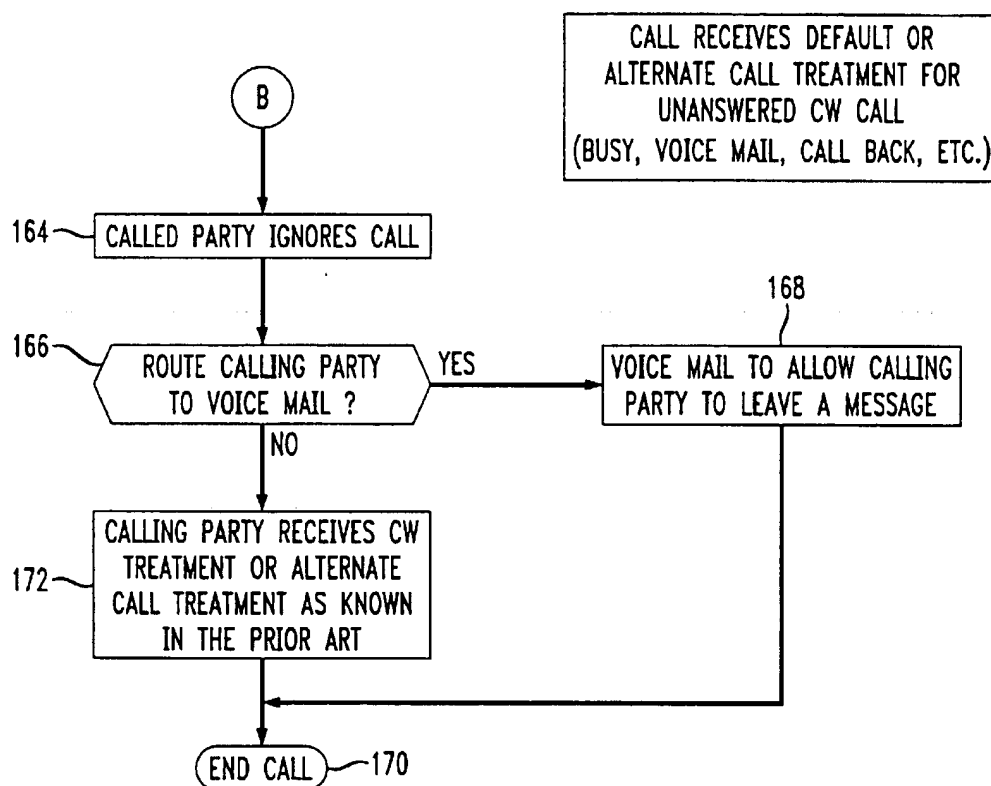 CALL RECEIVES DEFAULT OR
ALTERNATE CALL TREATMENT FOR
UNANSWERED CW CALL
(BUSY, VOICE MAIL, CALL BACK, ETC.)
B
164
CALLED PARTY IGNORES CALL
166
ROUTE CALLING PARTY
TO VOICE MAIL ?
YES
NO
168
VOICE MAIL TO ALLOW CALLING
PARTY TO LEAVE A MESSAGE
172
CALLING PARTY RECEIVES CW
TREATMENT OR ALTERNATE
CALL TREATMENT AS KNOWN
IN THE PRIOR ART
END CALL
170